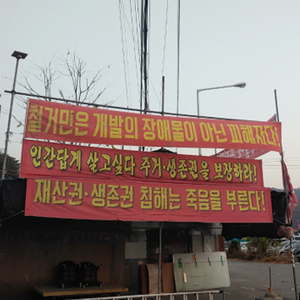 철거민은 개발의 장애물이 아닌 피해자다!
인간답게 살고싶다 주거·생존권을 보장하라!
재산권·생존권 침해는 죽음을 부른다!